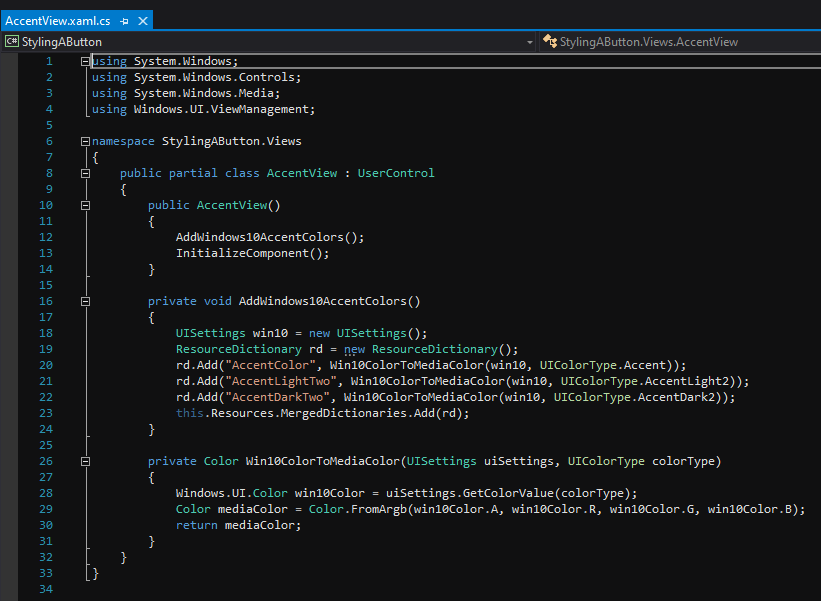 AccentView.xaml.cs
C# StylingAButton
StylingAButton.Views.AccentView
1 using System.Windows;
2 using System.Windows.Controls;
3 using System.Windows.Media;
4 using Windows.UI.ViewManagement;
5
6 namespace StylingAButton.Views
7 {
8     public partial class AccentView : UserControl
9     {
10         public AccentView()
11         {
12             AddWindows10AccentColors();
13             InitializeComponent();
14         }
15
16         private void AddWindows10AccentColors()
17         {
18             UISettings win10 = new UISettings();
19             ResourceDictionary rd = new ResourceDictionary();
20             rd.Add("AccentColor", Win10ColorToMediaColor(win10, UIColorType.Accent));
21             rd.Add("AccentLightTwo", Win10ColorToMediaColor(win10, UIColorType.AccentLight2));
22             rd.Add("AccentDarkTwo", Win10ColorToMediaColor(win10, UIColorType.AccentDark2));
23             this.Resources.MergedDictionaries.Add(rd);
24         }
25
26         private Color Win10ColorToMediaColor(UISettings uiSettings, UIColorType colorType)
27         {
28             Windows.UI.Color win10Color = uiSettings.GetColorValue(colorType);
29             Color mediaColor = Color.FromArgb(win10Color.A, win10Color.R, win10Color.G, win10Color.B);
30             return mediaColor;
31         }
32     }
33 }
34